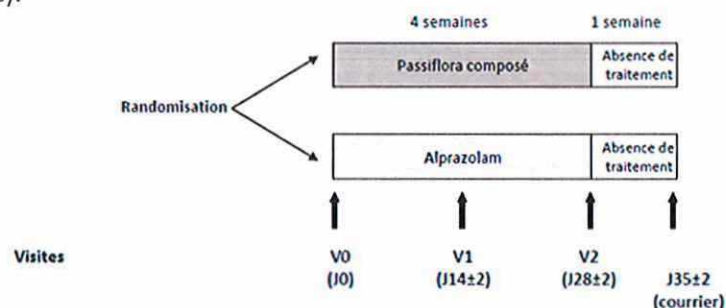 4 semaines 1 semaine
Passiflora composé Absence de
traitement
Randomisation
Alprazolam Absence de
traitement
Visites V0 V1 V2
(J0) (J14±2) (J28±2) J35±2
(courrier)